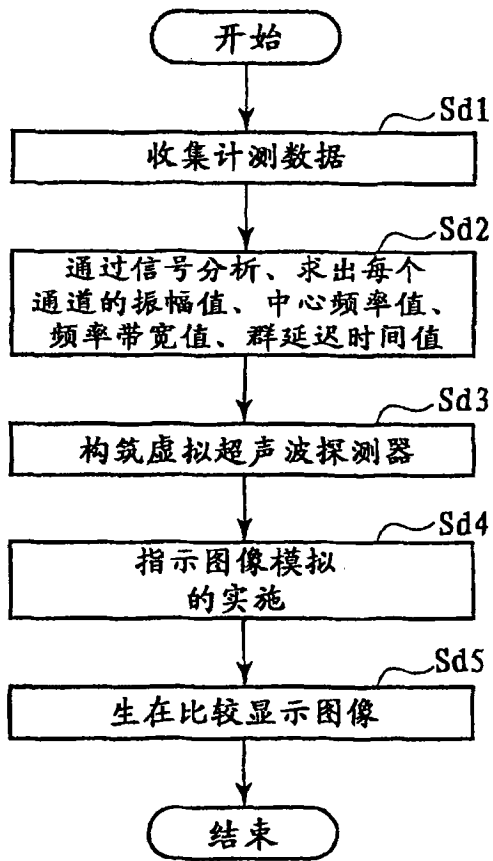 开始
Sd1
收集计测数据
Sd2
通过信号分析、求出每个
通道的振幅值、中心频率值、
频率带宽值、群延迟时间值
Sd3
构筑虚拟超声波探测器
Sd4
指示图像模拟
的实施
Sd5
生在比较显示图像
结束